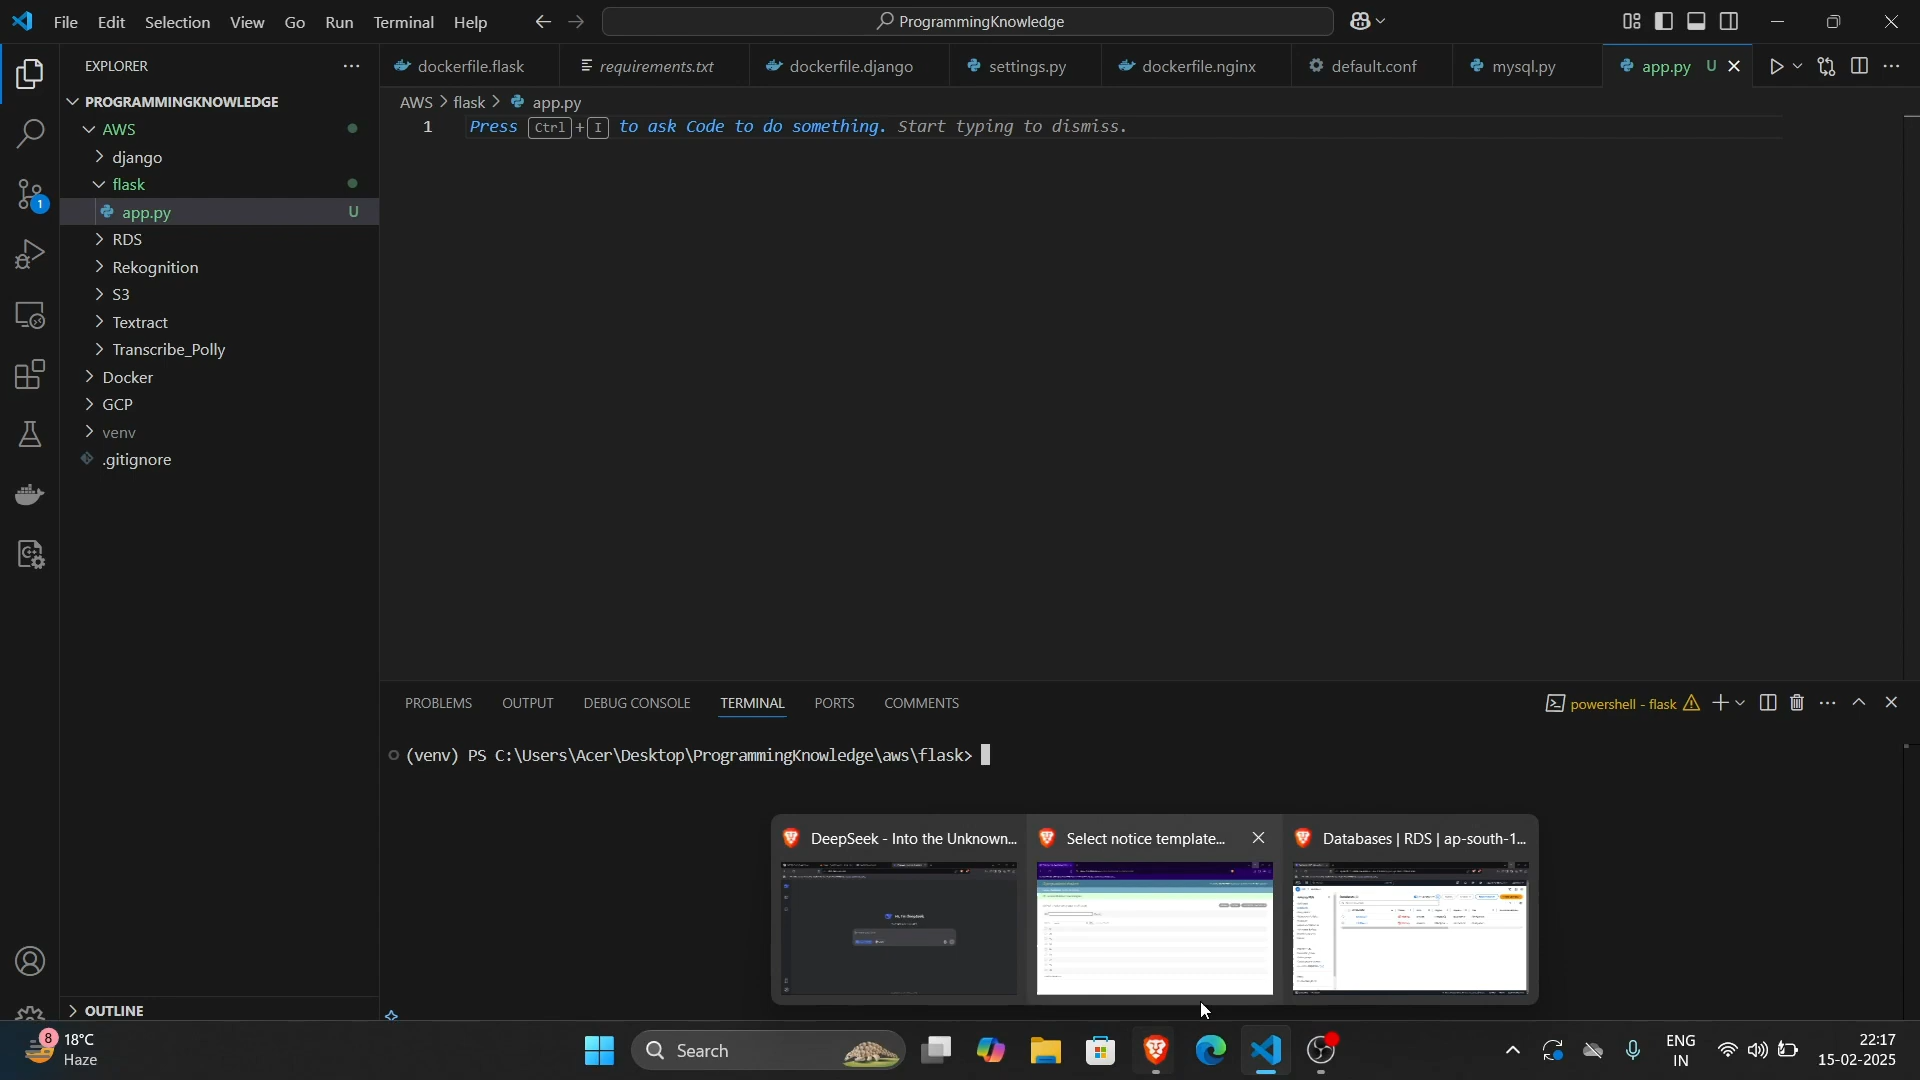 File Edit Selection View Go Run Terminal Help
ProgrammingKnowledge
EXPLORER
dockerfile.flask
requirements.txt
dockerfile.django
settings.py
dockerfile.nginx
default.conf
mysql.py
app.py U
AWS > flask > app.py
1 Press Ctrl + I to ask Code to do something. Start typing to dismiss.
PROGRAMMINGKNOWLEDGE
AWS
django
flask
app.py U
RDS
Rekognition
S3
Textract
Transcribe_Polly
Docker
GCP
venv
.gitignore
1
OUTLINE
PROBLEMS OUTPUT DEBUG CONSOLE TERMINAL PORTS COMMENTS
powershell - flask
(venv) PS C:\Users\Acer\Desktop\ProgrammingKnowledge\aws\flask>
DeepSeek - Into the Unknown...
Select notice template...
Databases | RDS | ap-south-1...
8
18°C
Haze
Search
ENG
IN
22:17
15-02-2025